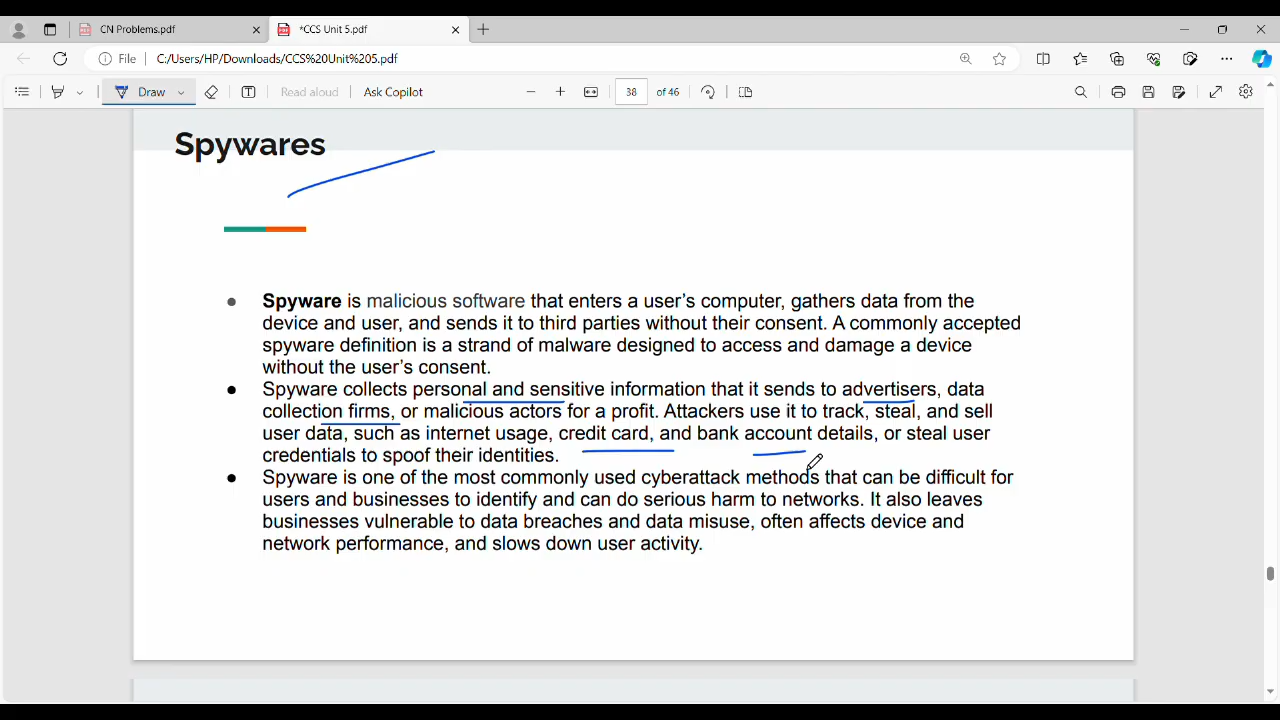 CN Problems.pdf
*CCS Unit 5.pdf
File C:/Users/HP/Downloads/CCS%20Unit%205.pdf
Draw Read aloud Ask Copilot 38 of 46
Spywares
● Spyware is malicious software that enters a user's computer, gathers data from the
device and user, and sends it to third parties without their consent. A commonly accepted
spyware definition is a strand of malware designed to access and damage a device
without the user's consent.
● Spyware collects personal and sensitive information that it sends to advertisers, data
collection firms, or malicious actors for a profit. Attackers use it to track, steal, and sell
user data, such as internet usage, credit card, and bank account details, or steal user
credentials to spoof their identities.
● Spyware is one of the most commonly used cyberattack methods that can be difficult for
users and businesses to identify and can do serious harm to networks. It also leaves
businesses vulnerable to data breaches and data misuse, often affects device and
network performance, and slows down user activity.